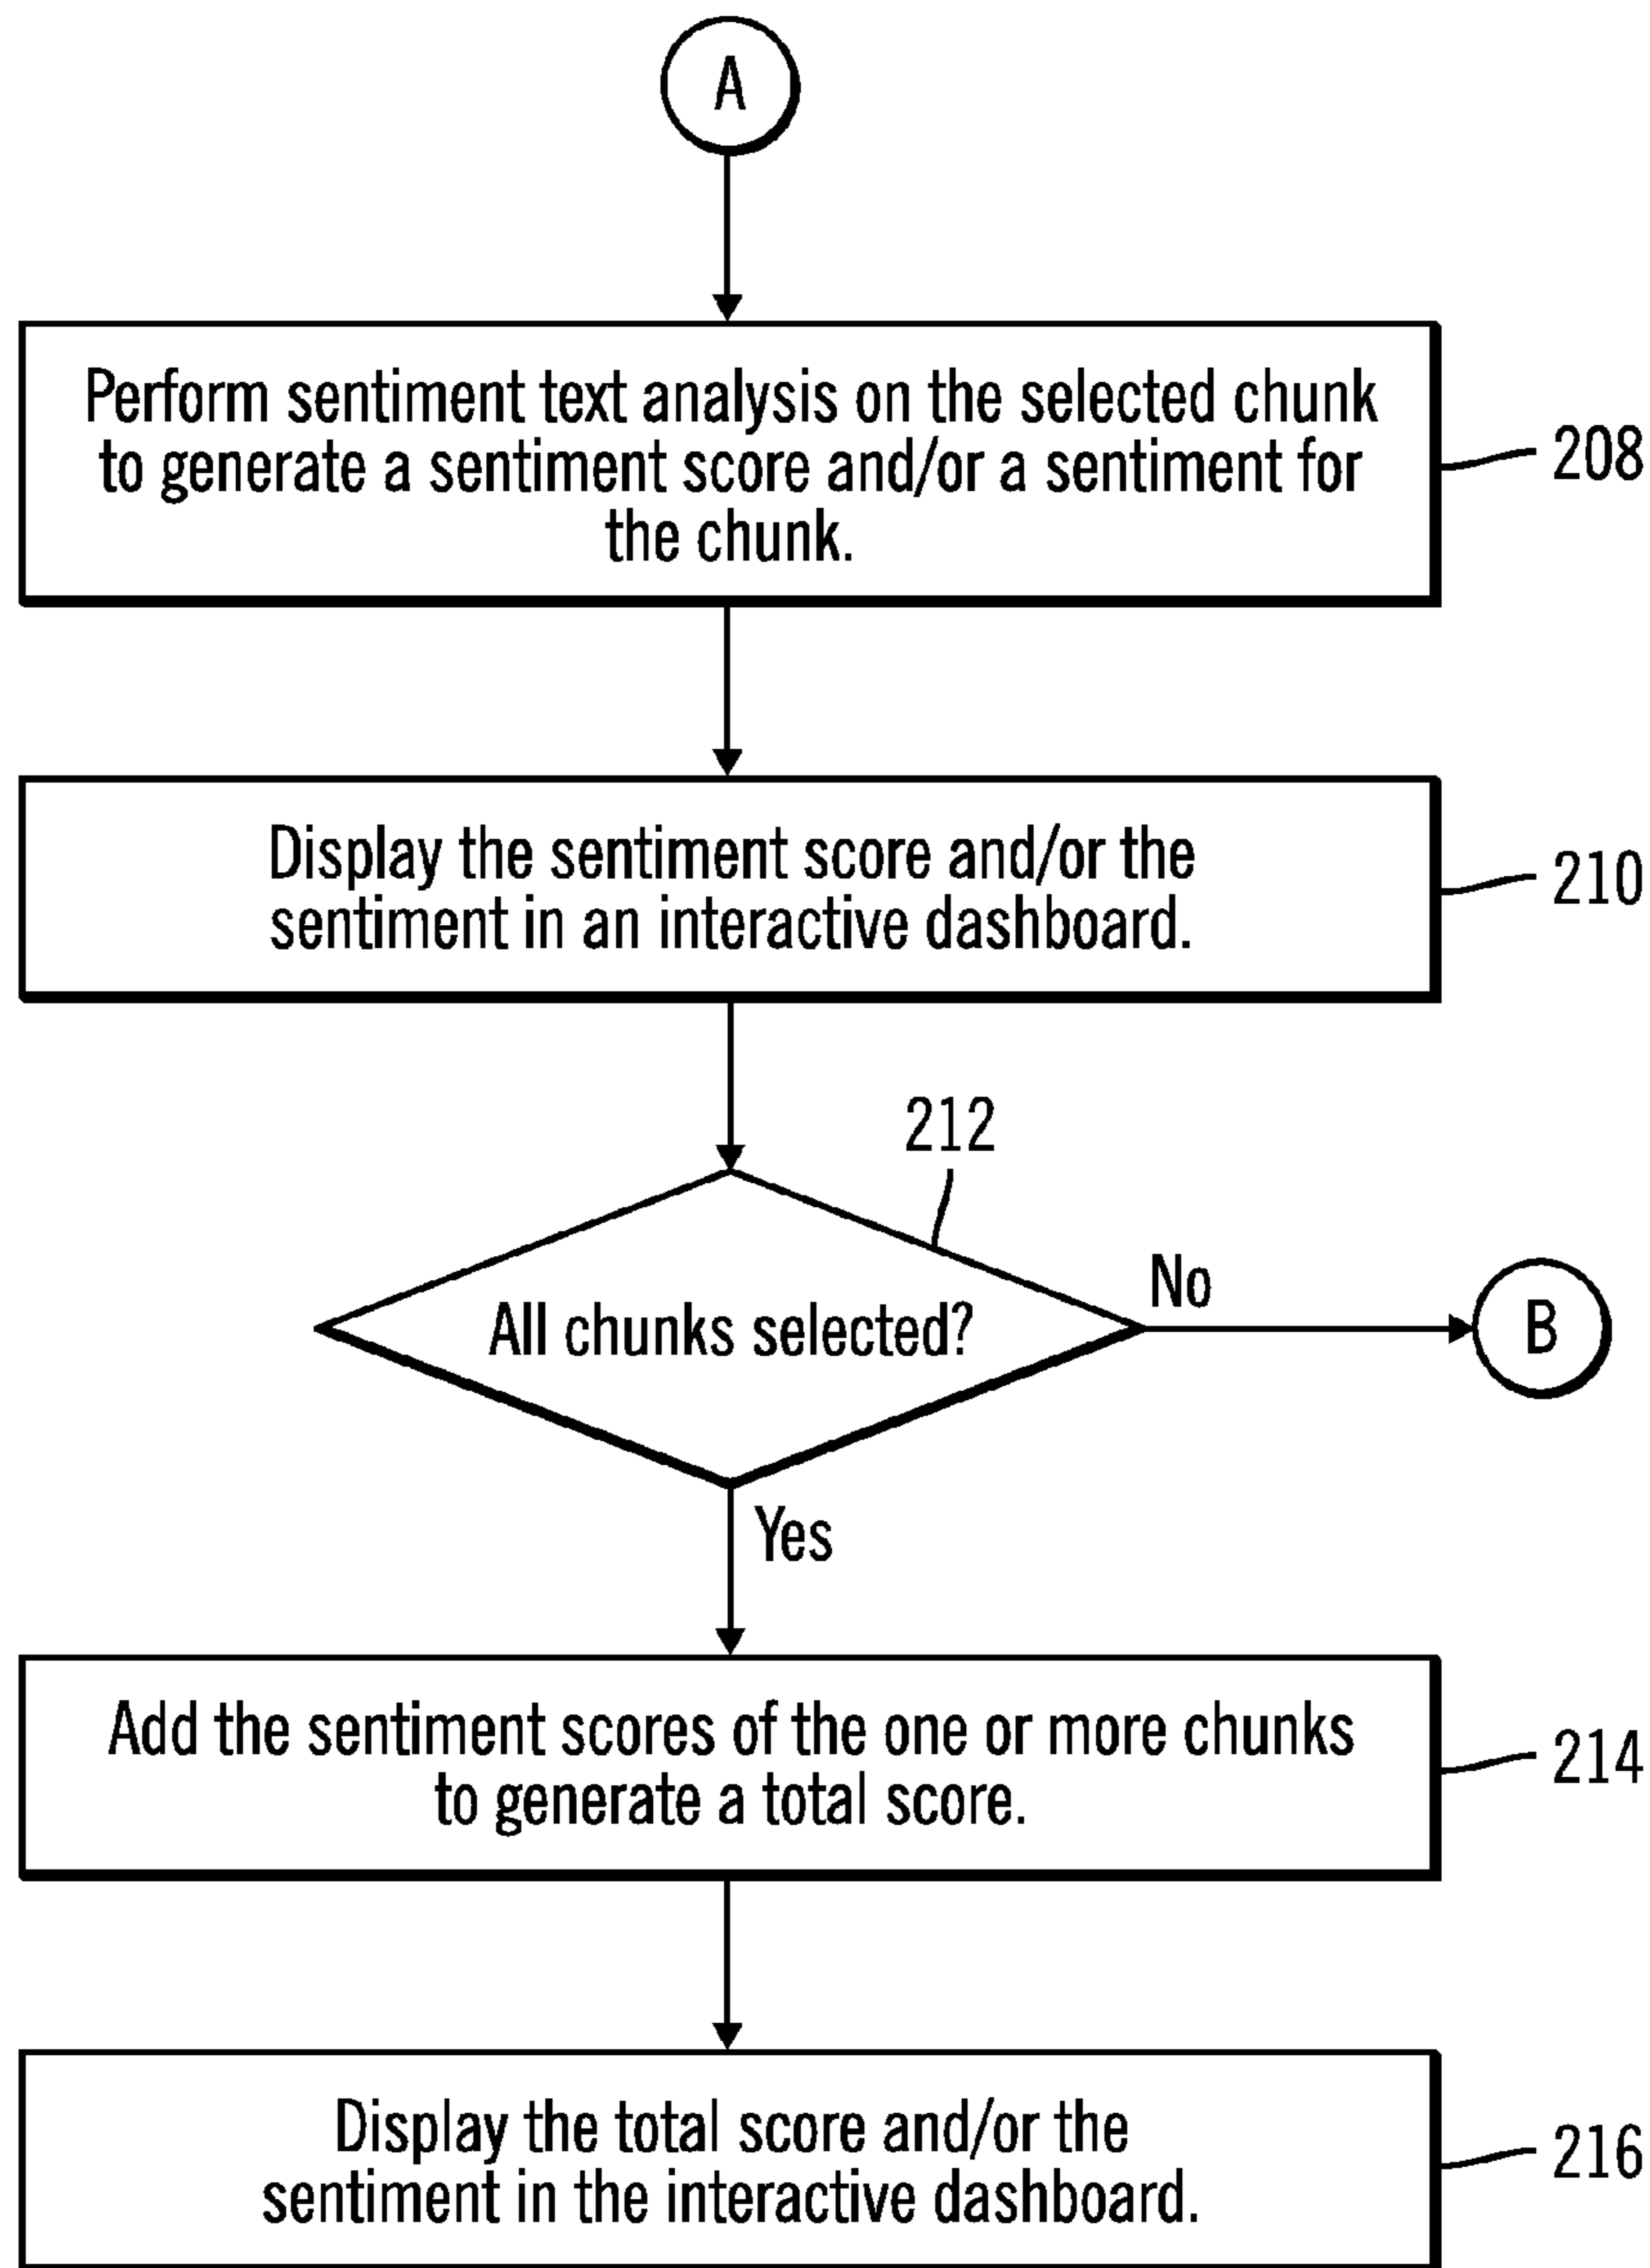 A
Perform sentiment text analysis on the selected chunk
to generate a sentiment score and/or a sentiment for
the chunk.
208
Display the sentiment score and/or the
sentiment in an interactive dashboard.
210
212
All chunks selected?
No
B
Yes
Add the sentiment scores of the one or more chunks
to generate a total score.
214
Display the total score and/or the
sentiment in the interactive dashboard.
216